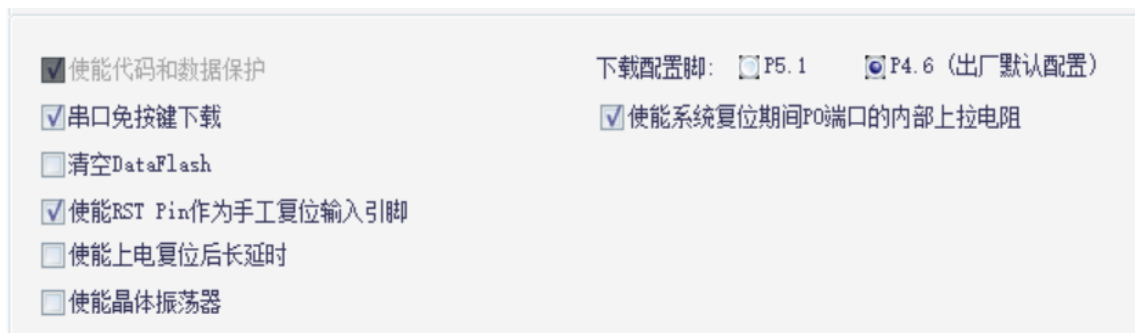 使能代码和数据保护
下载配置脚: P5.1 P4.6 (出厂默认配置)
串口免按键下载
使能系统复位期间P0端口的内部上拉电阻
清空DataFlash
使能RST Pin作为手工复位输入引脚
使能上电复位后长延时
使能晶体振荡器